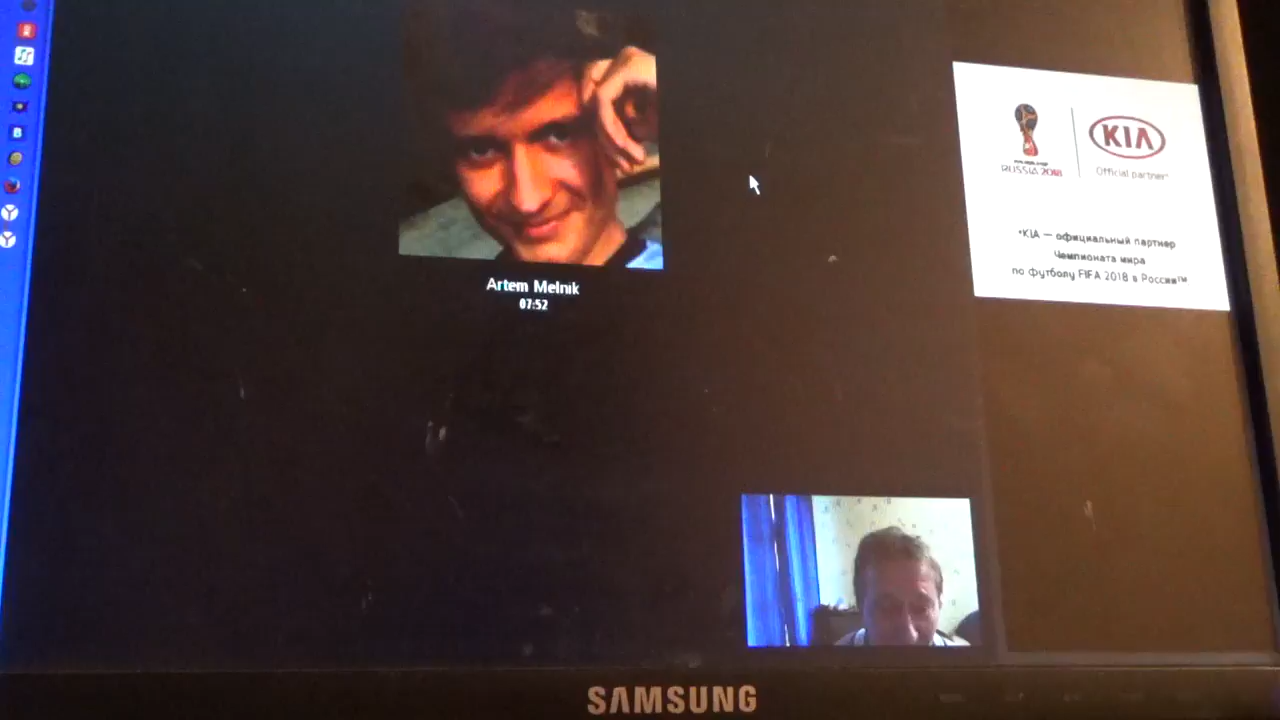 Artem Melnik
07:52
RUSSIA 2018
KIA
Official partner*
*KIA — официальный партнер
Чемпионата мира
по футболу FIFA 2018 в России™
SAMSUNG